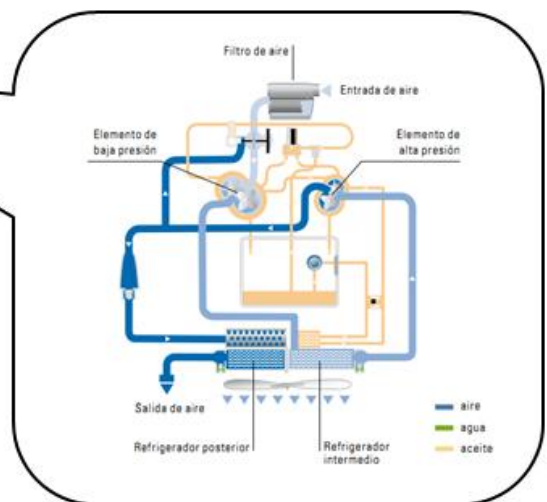 Filtro de aire
Entrada de aire
Elemento de
baja presión
Elemento de
alta presión
Salida de aire
Refrigerador posterior
Refrigerador
intermedio
aire
agua
aceite